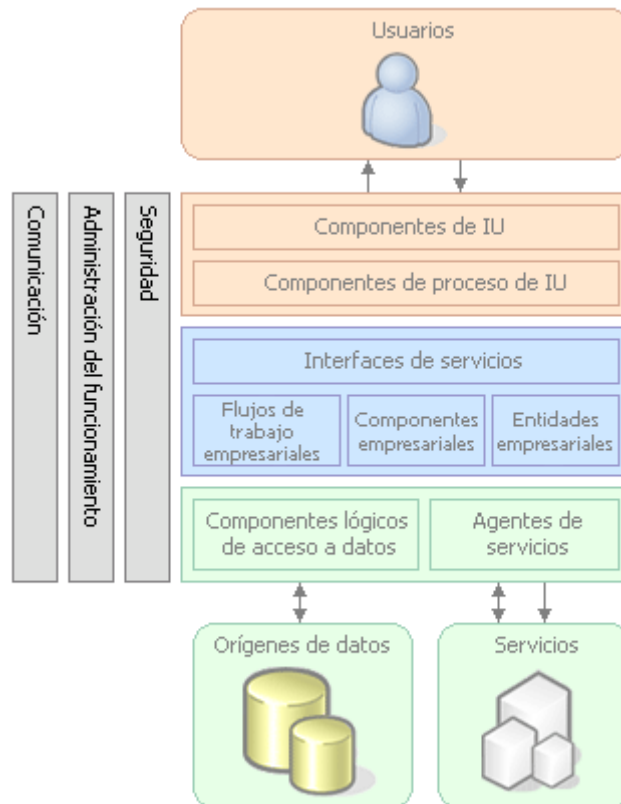 Usuarios
Comunicación
Administración del funcionamiento
Seguridad
Componentes de IU
Componentes de proceso de IU
Interfaces de servicios
Flujos de
trabajo
empresariales
Componentes
empresariales
Entidades
empresariales
Componentes lógicos
de acceso a datos
Agentes de
servicios
Orígenes de datos
Servicios